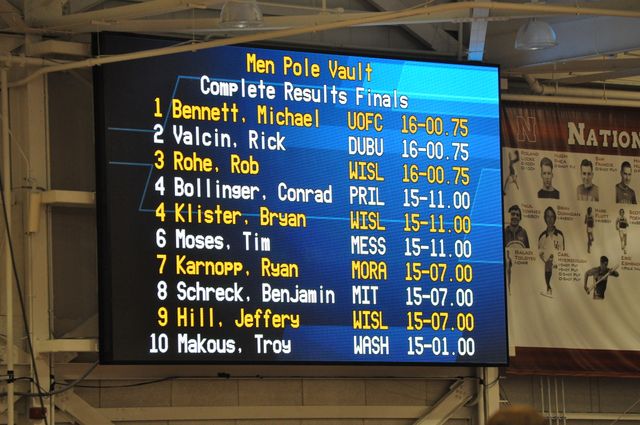 Men Pole Vault
Complete Results Finals
1 Bennett, Michael UOFC 16-00.75
2 Valcin, Rick DUBU 16-00.75
3 Rohe, Rob WISL 16-00.75
4 Bollinger, Conrad PRIL 15-11.00
4 Klister, Bryan WISL 15-11.00
6 Moses, Tim MESS 15-11.00
7 Karnopp, Ryan MORA 15-07.00
8 Schreck, Benjamin MIT 15-07.00
9 Hill, Jeffery WISL 15-07.00
10 Makous, Troy WASH 15-01.00
N NATION